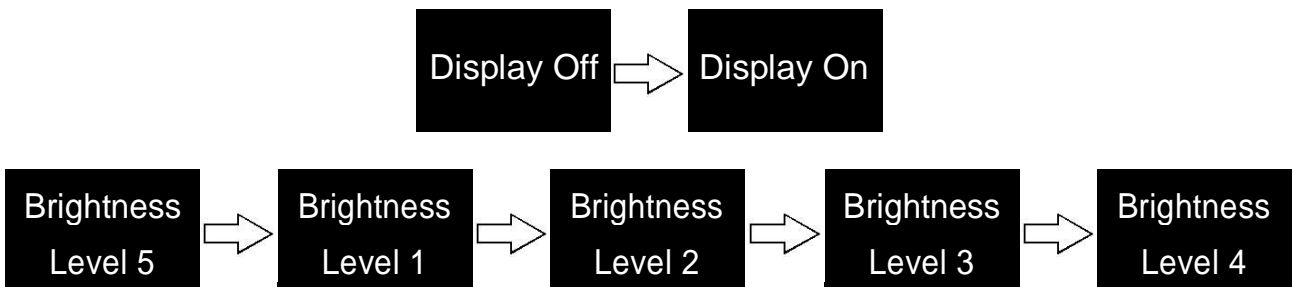 Display Off
Display On
Brightness
Level 5
Brightness
Level 1
Brightness
Level 2
Brightness
Level 3
Brightness
Level 4